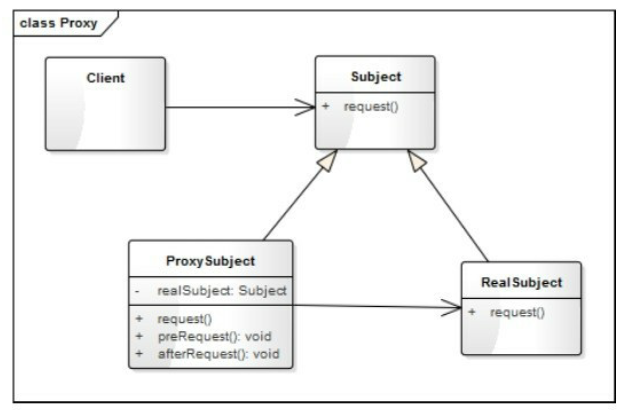 class Proxy
Client
Subject
+ request()
ProxySubject
- realSubject: Subject
+ request()
+ preRequest(): void
+ afterRequest(): void
RealSubject
+ request()